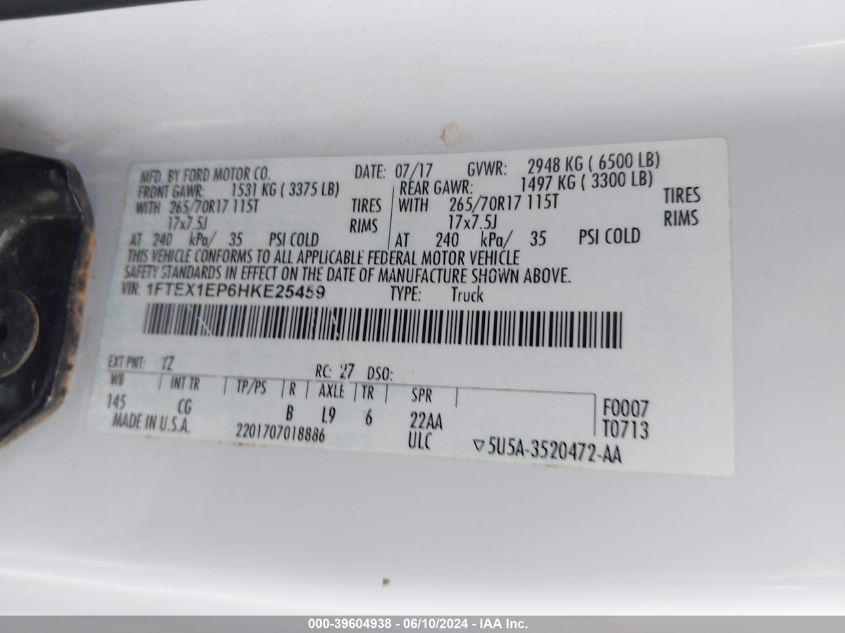 MFD. BY FORD MOTOR CO. DATE: 07/17 GVWR: 2948 KG ( 6500 LB)
FRONT GAWR: 1531 KG ( 3375 LB) REAR GAWR: 1497 KG ( 3300 LB)
WITH 265/70R17 115T TIRES WITH 265/70R17 115T TIRES
17x7.5J RIMS 17x7.5J RIMS
AT 240 kPa/ 35 PSI COLD AT 240 kPa/ 35 PSI COLD
THIS VEHICLE CONFORMS TO ALL APPLICABLE FEDERAL MOTOR VEHICLE
SAFETY STANDARDS IN EFFECT ON THE DATE OF MANUFACTURE SHOWN ABOVE.
VIN: 1FTEX1EP6HKE25459 TYPE: Truck
EXT PNT: YZ RC: 27 DSO:
WB INT TR TP/PS R AXLE TR SPR
145 CG B L9 6 22AA F0007
MADE IN U.S.A. 2201707018886 ULC T0713
▽5U5A-3520472-AA
000-39604938 - 06/10/2024 - IAA Inc.